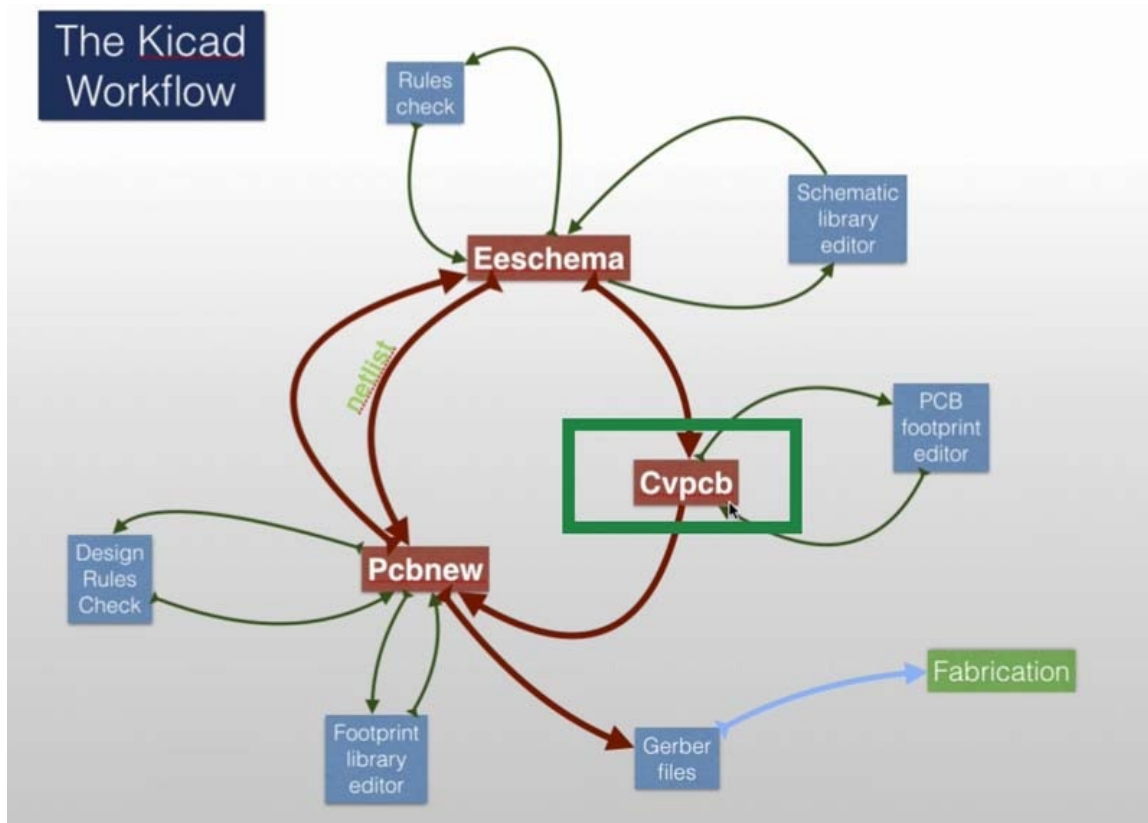 The Kicad
Workflow
Rules
check
Schematic
library
editor
Eeschema
netlist
PCB
footprint
editor
Cvpcb
Design
Rules
Check
Pcbnew
Fabrication
Footprint
library
editor
Gerber
files